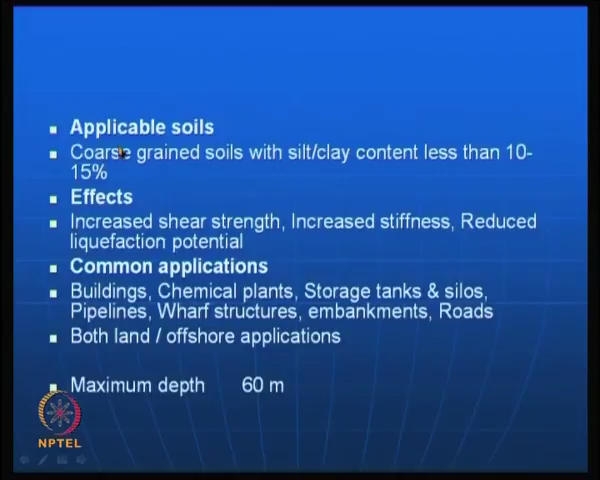 Applicable soils
Coarse grained soils with silt/clay content less than 10-
15%
Effects
Increased shear strength, Increased stiffness, Reduced
liquefaction potential
Common applications
Buildings, Chemical plants, Storage tanks & silos,
Pipelines, Wharf structures, embankments, Roads
Both land / offshore applications
Maximum depth 60 m
NPTEL